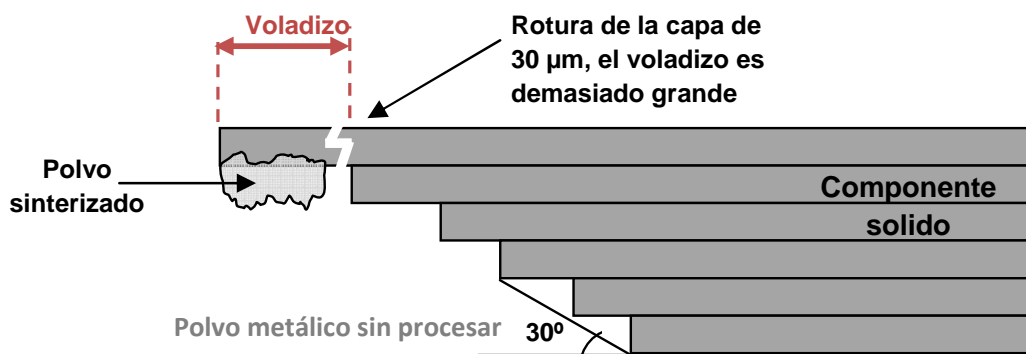 Voladizo
Rotura de la capa de
30 µm, el voladizo es
demasiado grande
Polvo
sinterizado
Componente
solido
Polvo metálico sin procesar
30º